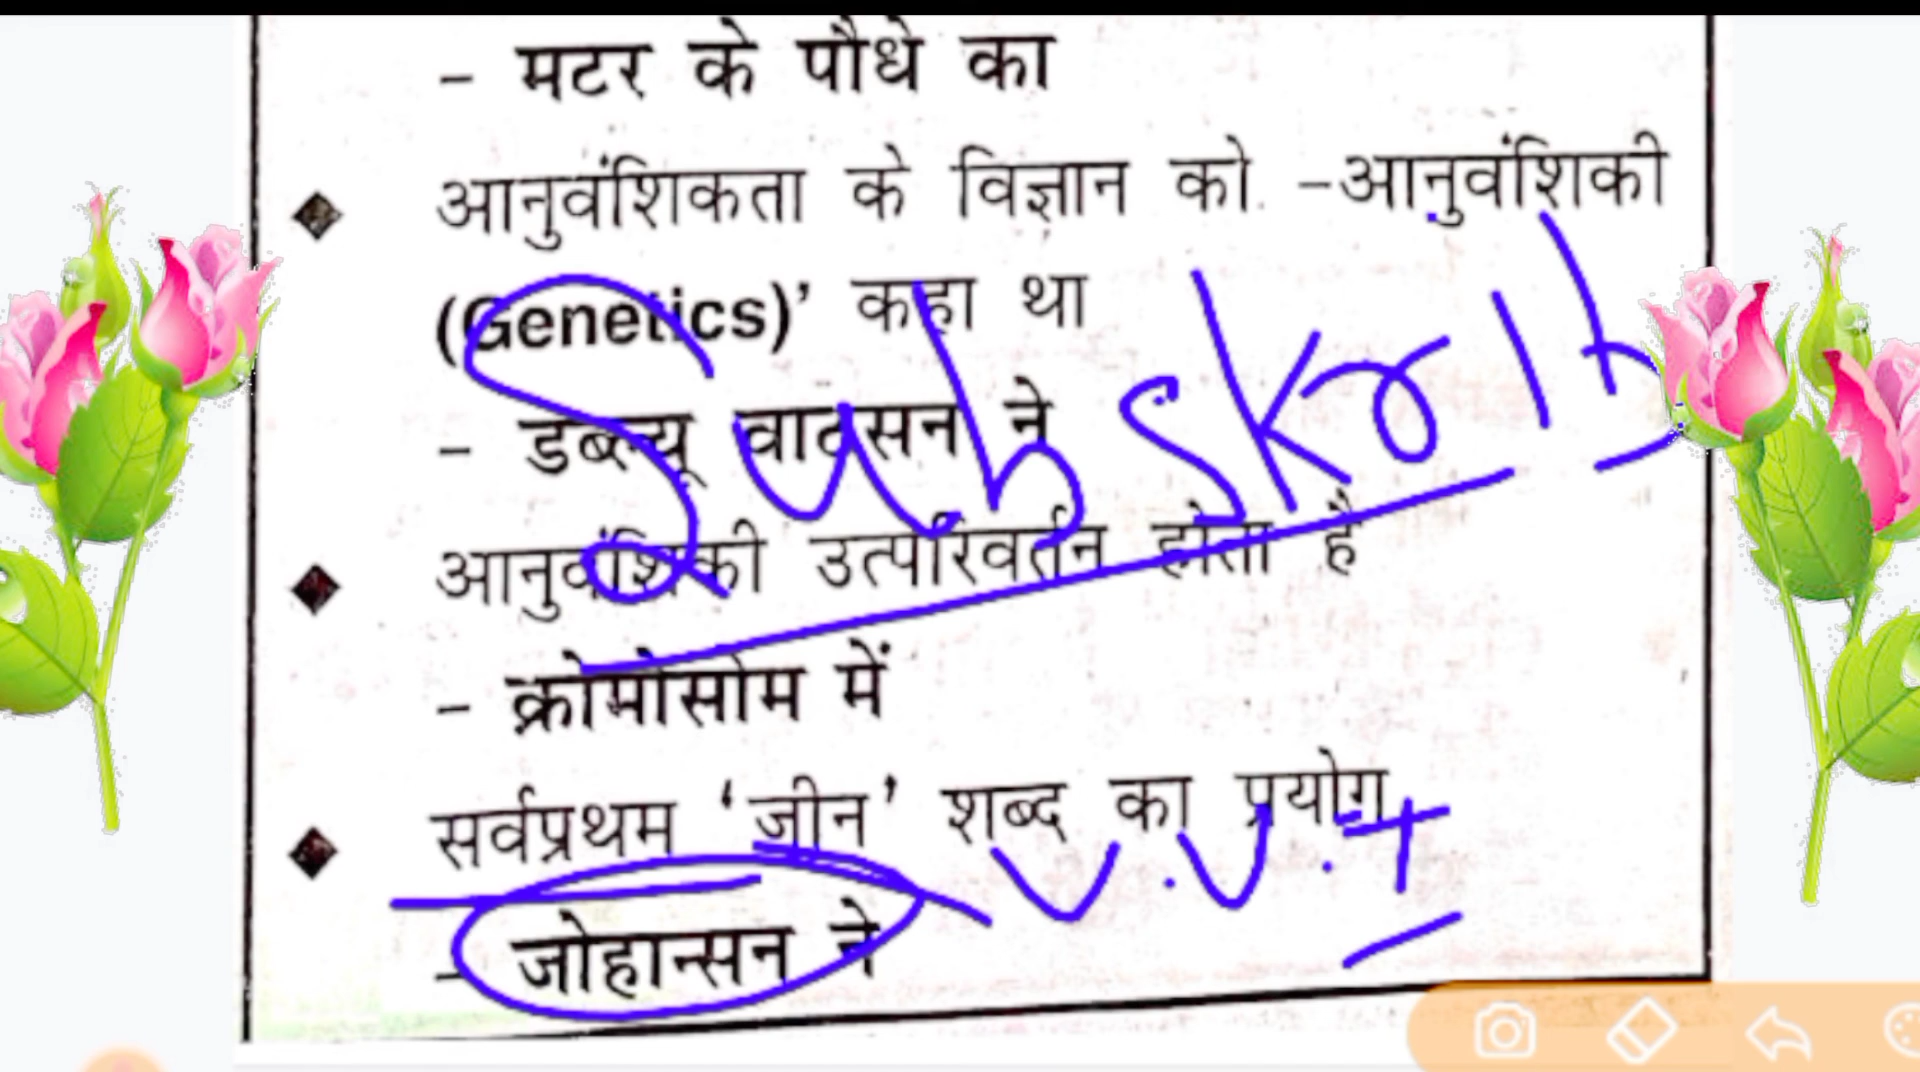 - मटर के पौधे का
◆ आनुवंशिकता के विज्ञान को -आनुवंशिकी
(Genetics)’ कहा था
- डब्ल्यू वाटसन ने
◆ आनुवंशिकी उत्परिवर्तन होता है
- क्रोमोसोम में
◆ सर्वप्रथम ‘जीन’ शब्द का प्रयोग
- जोहान्सन ने
Subskrib